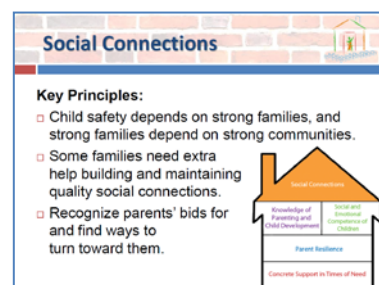 Social Connections
Key Principles:
Child safety depends on strong families, and
strong families depend on strong communities.
Some families need extra
help building and maintaining
quality social connections.
Recognize parents' bids for
and find ways to
turn toward them.
Social Connections
Knowledge of
Parenting and
Child Development
Social and
Emotional
Competence of
Children
Parent Resilience
Concrete Support in Times of Need